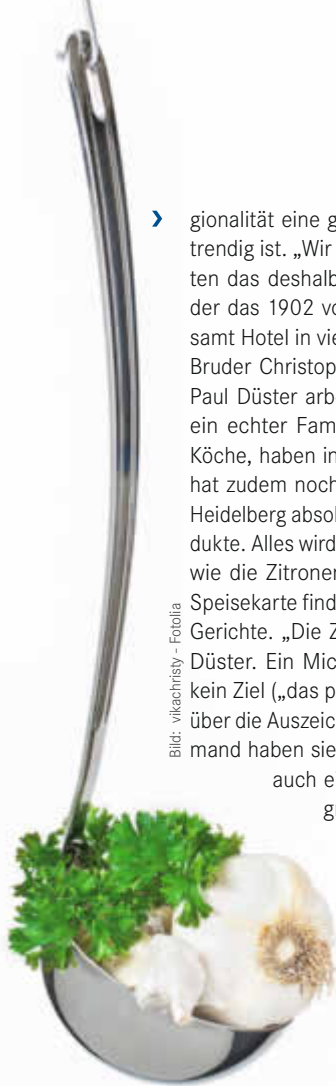 › gionalität eine g
trendig ist. „Wir
ten das deshalb
der das 1902 vo
samt Hotel in vie
Bruder Christop
Paul Düster arb
ein echter Fam
Köche, haben in
hat zudem noch
Heidelberg absol
dukte. Alles wird
wie die Zitroner
Speisekarte find
Gerichte. „Die Z
Düster. Ein Mic
kein Ziel („das p
über die Auszeic
mand haben sie
auch e
g
Bild: vikachristy - Fotolia